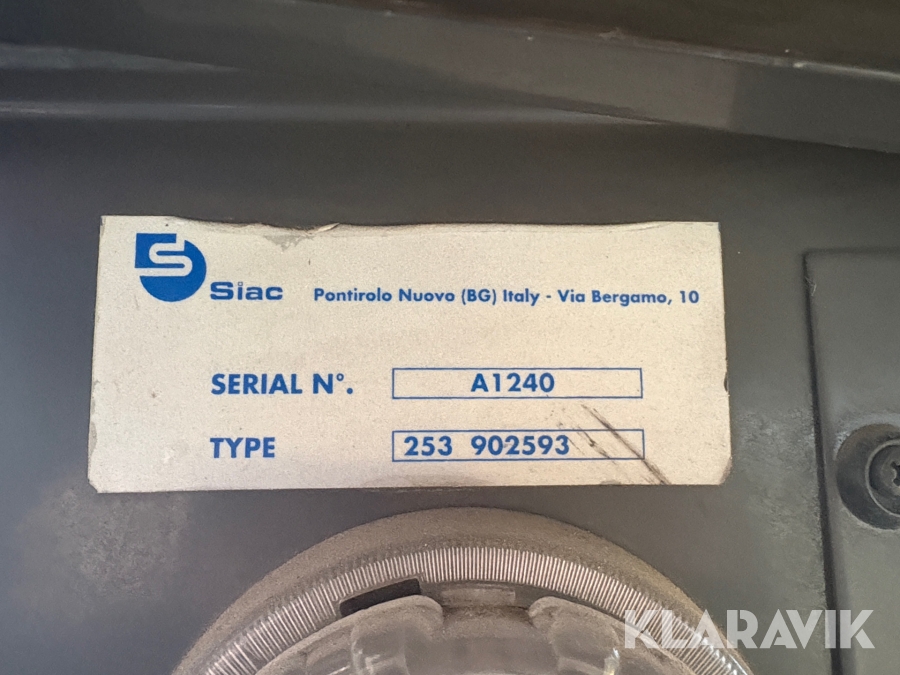 S
Siac Pontirolo Nuovo (BG) Italy - Via Bergamo, 10
SERIAL N°. A1240
TYPE 253 902593
KLARAVIK